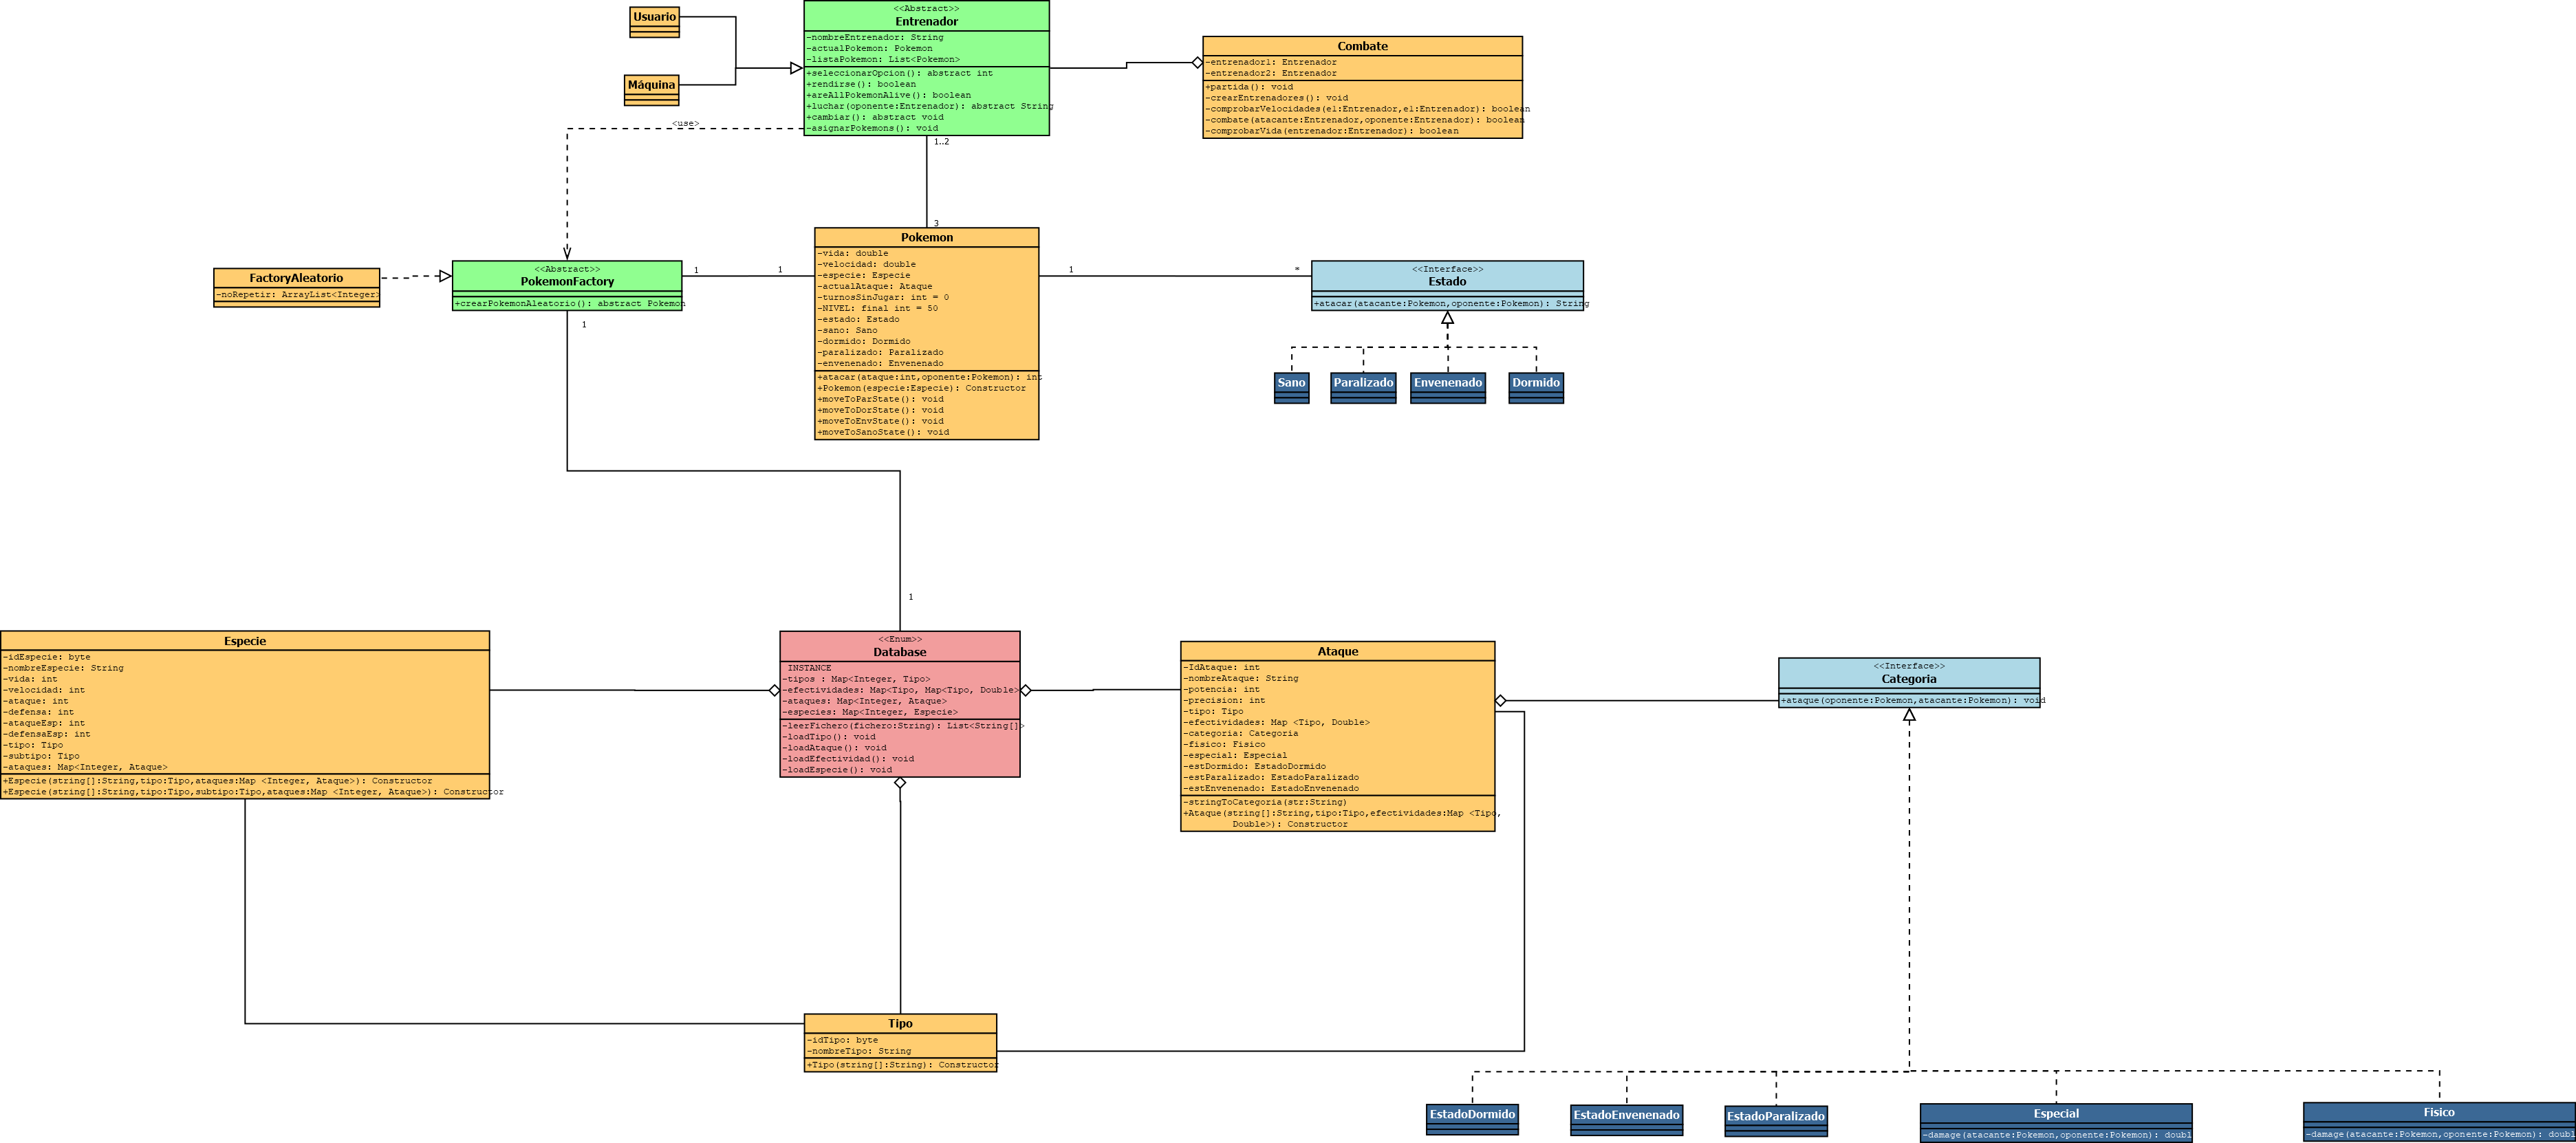 Usuario
Máquina
<<Abstract>>
Entrenador
-nombreEntrenador: String
-actualPokemon: Pokemon
-listaPokemon: List<Pokemon>
+seleccionarOpcion(): abstract int
+rendirse(): boolean
+areAllPokemonAlive(): boolean
+luchar(oponente:Entrenador): abstract String
+cambiar(): abstract void
-asignarPokemons(): void
Combate
-entrenador1: Entrenador
-entrenador2: Entrenador
+partida(): void
-crearEntrenadores(): void
-comprobarVelocidades(e1:Entrenador,e1:Entrenador): boolean
-combate(atacante:Entrenador,oponente:Entrenador): boolean
-comprobarVida(entrenador:Entrenador): boolean
<use>
1..2
3
FactoryAleatorio
-noRepetir: ArrayList<Integer>
<<Abstract>>
PokemonFactory
+crearPokemonAleatorio(): abstract Pokemon
1
1
1
Pokemon
-vida: double
-velocidad: double
-especie: Especie
-actualAtaque: Ataque
-turnosSinJugar: int = 0
-NIVEL: final int = 50
-estado: Estado
-sano: Sano
-dormido: Dormido
-paralizado: Paralizado
-envenenado: Envenenado
+atacar(ataque:int,oponente:Pokemon): int
+Pokemon(especie:Especie): Constructor
+moveToParState(): void
+moveToDorState(): void
+moveToEnvState(): void
+moveToSanoState(): void
1
*
<<Interface>>
Estado
+atacar(atacante:Pokemon,oponente:Pokemon): String
Sano
Paralizado
Envenenado
Dormido
1
Especie
-idEspecie: byte
-nombreEspecie: String
-vida: int
-velocidad: int
-ataque: int
-defensa: int
-ataqueEsp: int
-defensaEsp: int
-tipo: Tipo
-subtipo: Tipo
-ataques: Map<Integer, Ataque>
+Especie(string[]:String,tipo:Tipo,ataques:Map <Integer, Ataque>): Constructor
+Especie(string[]:String,tipo:Tipo,subtipo:Tipo,ataques:Map <Integer, Ataque>): Constructor
<<Enum>>
Database
INSTANCE
-tipos : Map<Integer, Tipo>
-efectividades: Map<Tipo, Map<Tipo, Double>
-ataques: Map<Integer, Ataque>
-especies: Map<Integer, Especie>
-leerFichero(fichero:String): List<String[]>
-loadTipo(): void
-loadAtaque(): void
-loadEfectividad(): void
-loadEspecie(): void
Ataque
-IdAtaque: int
-nombreAtaque: String
-potencia: int
-precision: int
-tipo: Tipo
-efectividades: Map <Tipo, Double>
-categoria: Categoria
-fisico: Fisico
-especial: Especial
-estDormido: EstadoDormido
-estParalizado: EstadoParalizado
-estEnvenenado: EstadoEnvenenado
-stringToCategoria(str:String)
+Ataque(string[]:String,tipo:Tipo,efectividades:Map <Tipo,
Double>): Constructor
<<Interface>>
Categoria
+ataque(oponente:Pokemon,atacante:Pokemon): void
Tipo
-idTipo: byte
-nombreTipo: String
+Tipo(string[]:String): Constructor
EstadoDormido
EstadoEnvenenado
EstadoParalizado
Especial
-damage(atacante:Pokemon,oponente:Pokemon): doubl
Fisico
-damage(atacante:Pokemon,oponente:Pokemon): doubl